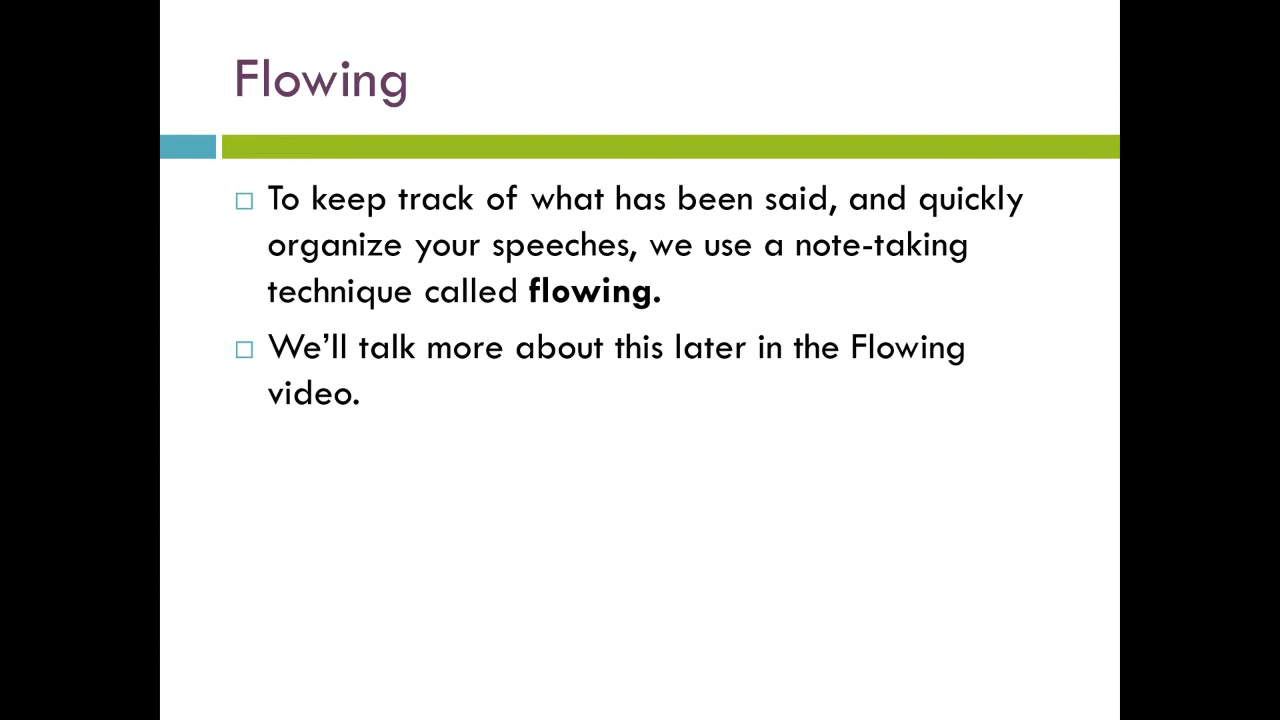 Flowing
To keep track of what has been said, and quickly
organize your speeches, we use a note-taking
technique called flowing.
We’ll talk more about this later in the Flowing
video.